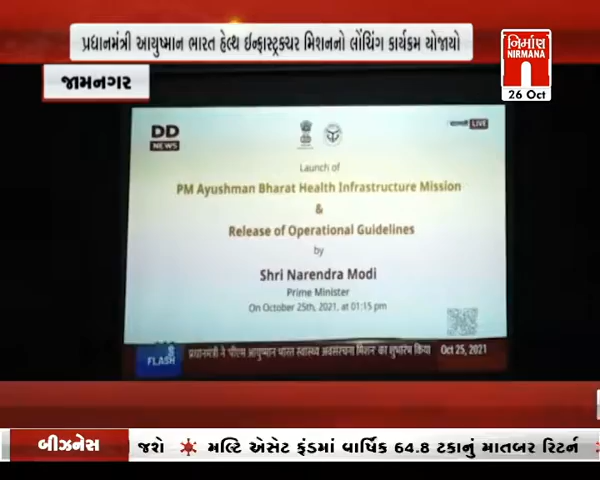 પ્રધાનમંત્રી આયુષ્માન ભારત હેલ્થ ઈન્ફ્રાસ્ટ્રક્ચર મિશનનો લોંચિંગ કાર્યક્રમ યોજાયો
જામનગર
નિર્માણ
NIRMANA
26 Oct
DD
NEWS
LIVE
Launch of
PM Ayushman Bharat Health Infrastructure Mission
&
Release of Operational Guidelines
by
Shri Narendra Modi
Prime Minister
On October 25th, 2021, at 01:15 pm
FLASH
प्रधानमंत्री ने पीएम आयुष्मान भारत स्वास्थ्य अवसंरचना मिशन का शुभारंभ किया
Oct 25, 2021
બીઝનેસ
જશે
મલ્ટિ એસેટ ફંડમાં વાર્ષિક 64.8 ટકાનું માતબર રિટર્ન